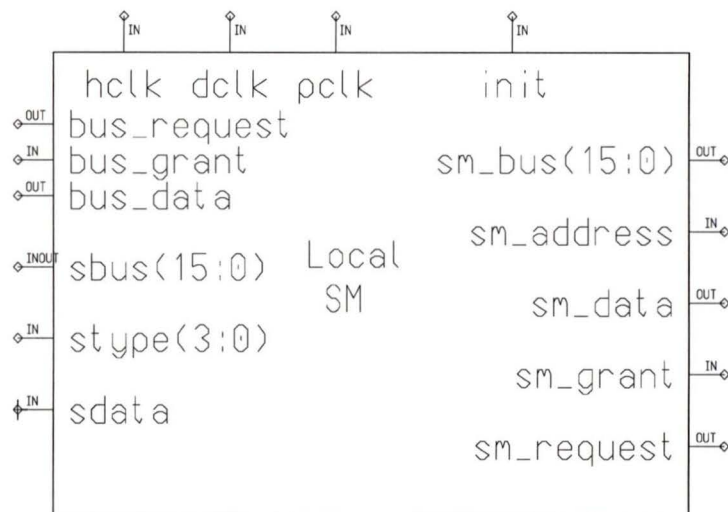 IN IN IN IN
hclk dclk pclk init
OUT bus_request
IN bus_grant sm_bus(15:0) OUT
OUT bus_data
sm_address IN
INOUT sbus(15:0) Local
SM sm_data OUT
IN stype(3:0)
sm_grant IN
IN sdata
sm_request OUT